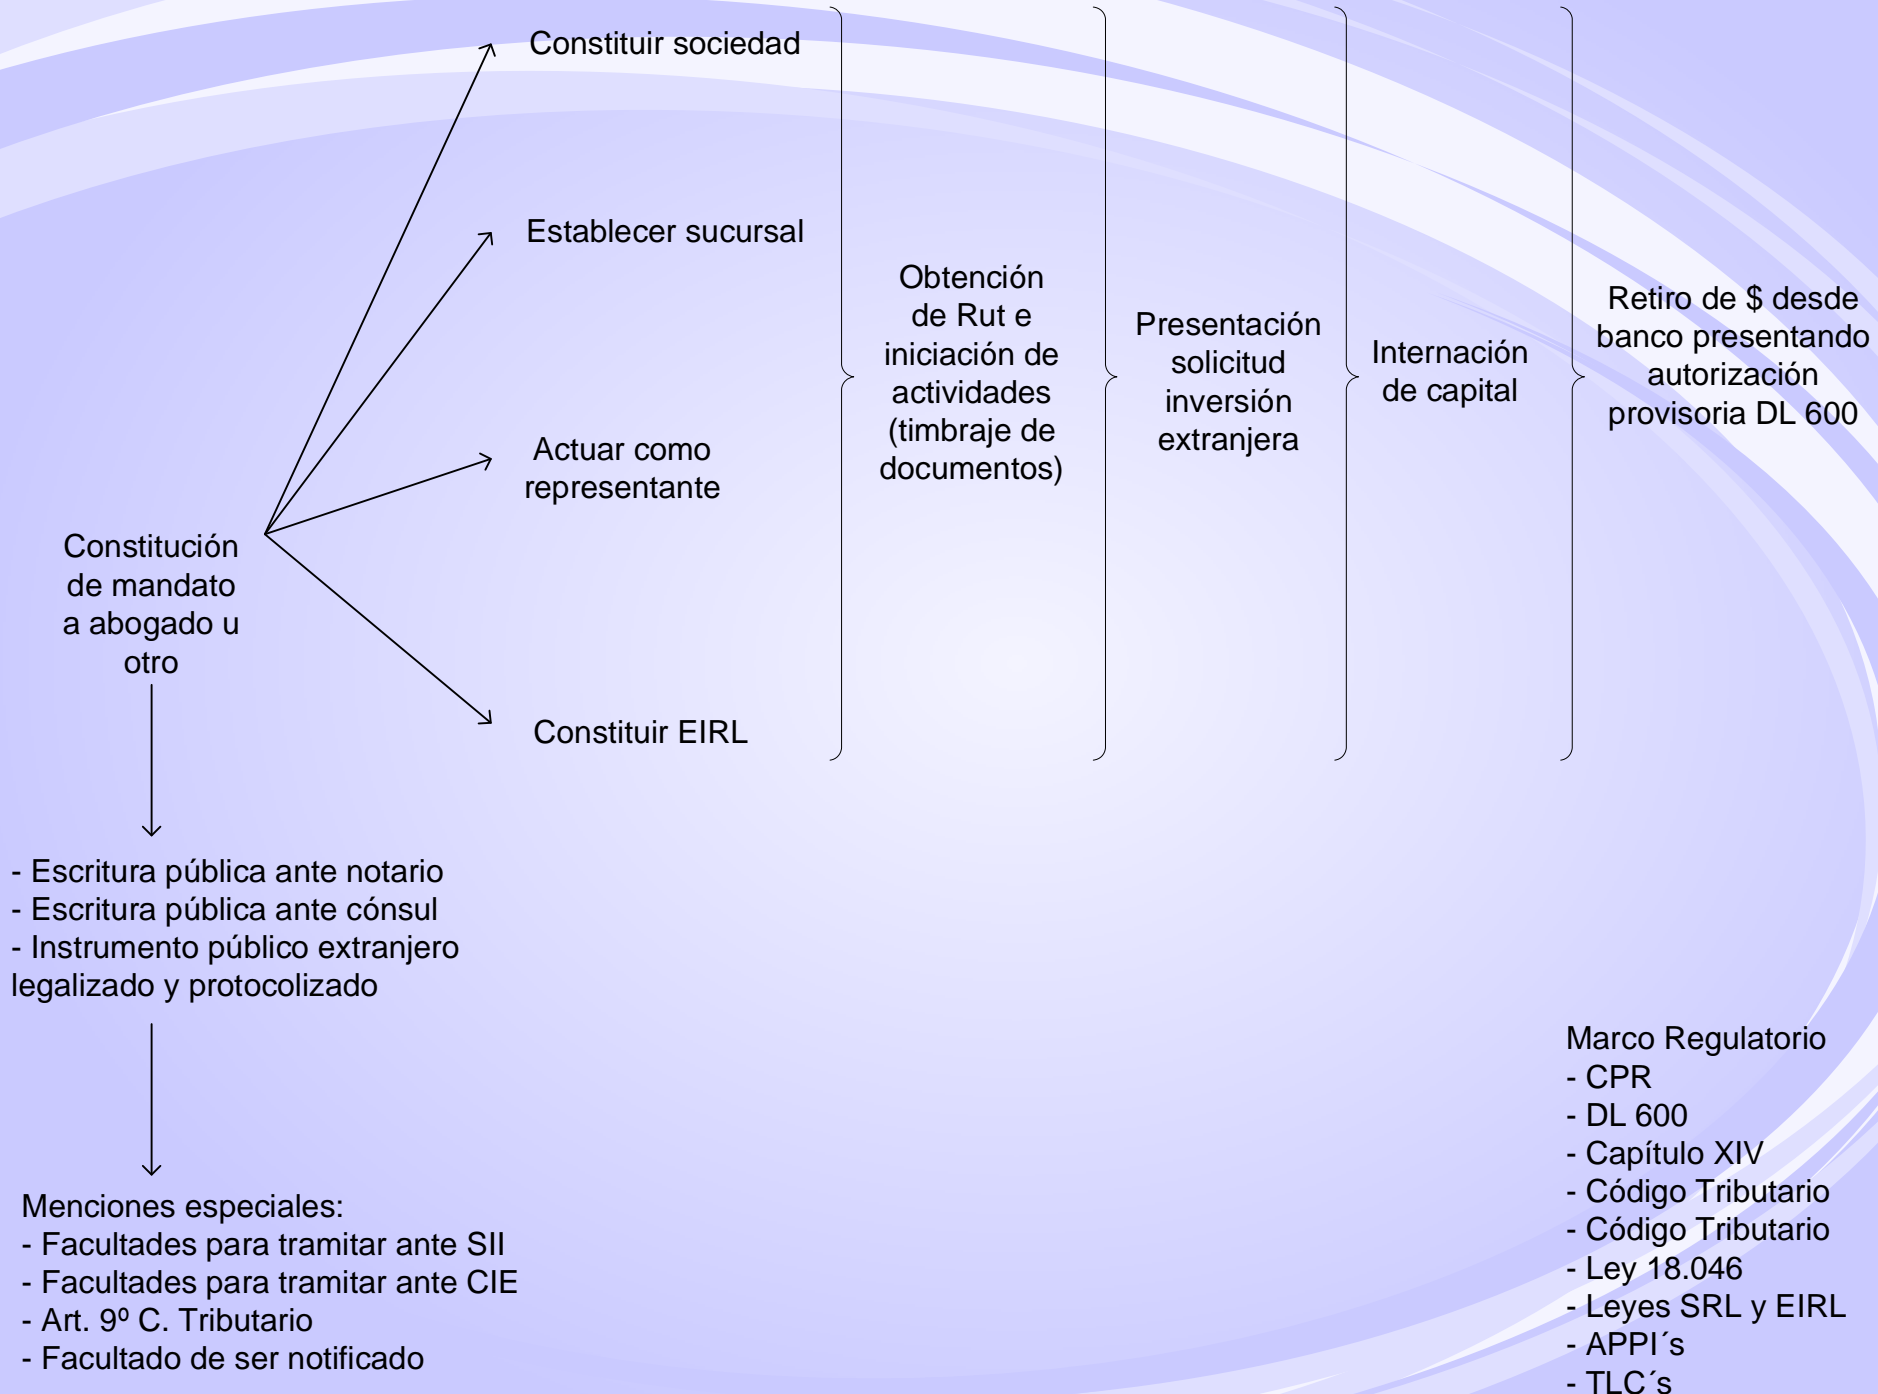 Constituir sociedad
Establecer sucursal
Actuar como
representante
Constituir EIRL
Constitución
de mandato
a abogado u
otro
- Escritura pública ante notario
- Escritura pública ante cónsul
- Instrumento público extranjero
legalizado y protocolizado
Menciones especiales:
- Facultades para tramitar ante SII
- Facultades para tramitar ante CIE
- Art. 9º C. Tributario
- Facultado de ser notificado
Obtención
de Rut e
iniciación de
actividades
(timbraje de
documentos)
Presentación
solicitud
inversión
extranjera
Internación
de capital
Retiro de $ desde
banco presentando
autorización
provisoria DL 600
Marco Regulatorio
- CPR
- DL 600
- Capítulo XIV
- Código Tributario
- Código Tributario
- Ley 18.046
- Leyes SRL y EIRL
- APPI´s
- TLC´s